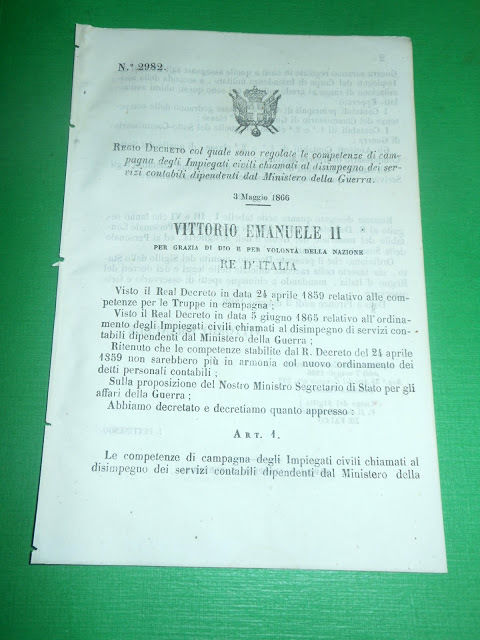 N.° 2982.
REGIO DECRETO col quale sono regolate le competenze di cam-
pagna degli Impiegati civili chiamati al disimpegno dei ser-
vizi contabili dipendenti dal Ministero della Guerra.
3 Maggio 1866
VITTORIO EMANUELE II
PER GRAZIA DI DIO E PER VOLONTÀ DELLA NAZIONE
RE D'ITALIA
Visto il Real Decreto in data 24 aprile 1859 relativo alle com-
petenze per le Truppe in campagna ;
Visto il Real Decreto in data 5 giugno 1865 relativo all'ordina-
mento degli Impiegati civili chiamati al disimpegno di servizi con-
tabili dipendenti dal Ministero della Guerra ;
Ritenuto che le competenze stabilite dal R. Decreto del 24 aprile
1859 non sarebbero più in armonia col nuovo ordinamento dei
detti personali contabili ;
Sulla proposizione del Nostro Ministro Segretario di Stato per gli
affari della Guerra ;
Abbiamo decretato e decretiamo quanto appresso :
ART. 1.
Le competenze di campagna degli Impiegati civili chiamati al
disimpegno dei servizi contabili dipendenti dal Ministero della